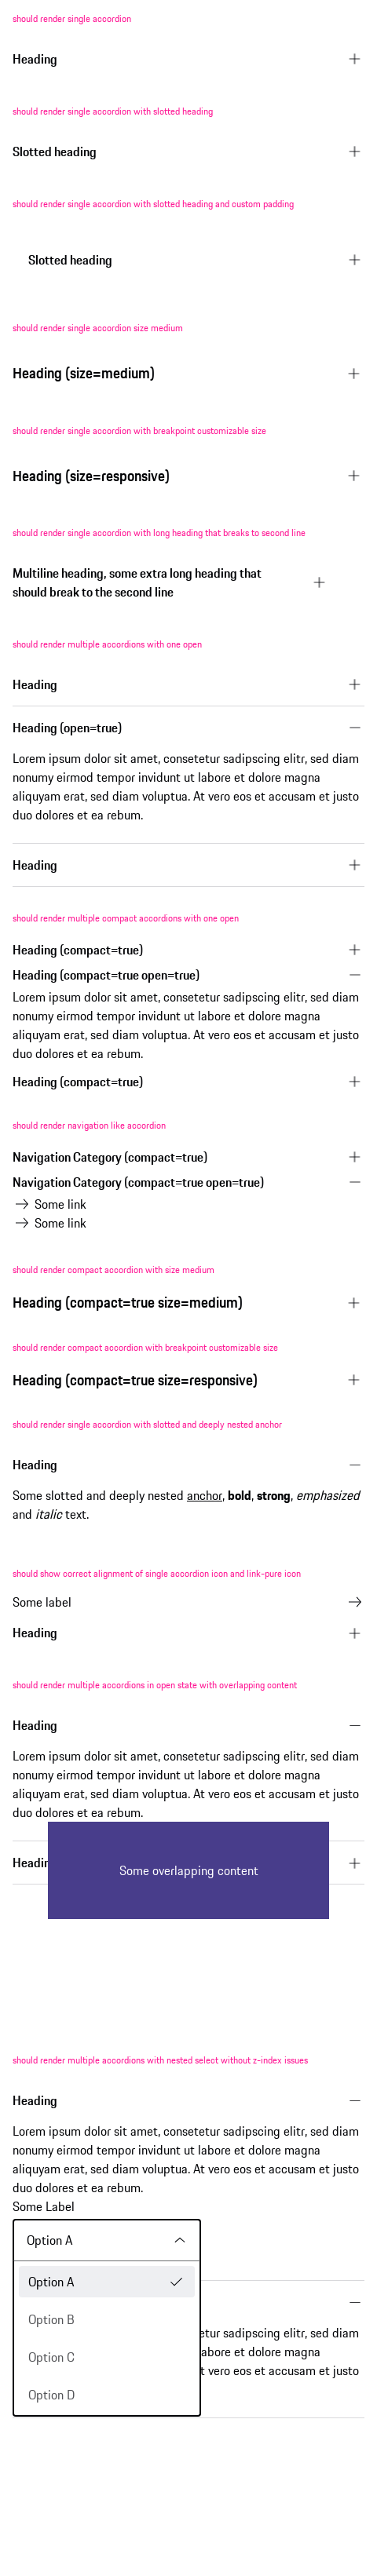 should render single accordion
Heading
should render single accordion with slotted heading
Slotted heading
should render single accordion with slotted heading and custom padding
Slotted heading
should render single accordion size medium
Heading (size=medium)
should render single accordion with breakpoint customizable size
Heading (size=responsive)
should render single accordion with long heading that breaks to second line
Multiline heading, some extra long heading that
should break to the second line
should render multiple accordions with one open
Heading
Heading (open=true)
Lorem ipsum dolor sit amet, consetetur sadipscing elitr, sed diam
nonumy eirmod tempor invidunt ut labore et dolore magna
aliquyam erat, sed diam voluptua. At vero eos et accusam et justo
duo dolores et ea rebum.
Heading
should render multiple compact accordions with one open
Heading (compact=true)
Heading (compact=true open=true)
Lorem ipsum dolor sit amet, consetetur sadipscing elitr, sed diam
nonumy eirmod tempor invidunt ut labore et dolore magna
aliquyam erat, sed diam voluptua. At vero eos et accusam et justo
duo dolores et ea rebum.
Heading (compact=true)
should render navigation like accordion
Navigation Category (compact=true)
Navigation Category (compact=true open=true)
Some link
Some link
should render compact accordion with size medium
Heading (compact=true size=medium)
should render compact accordion with breakpoint customizable size
Heading (compact=true size=responsive)
should render single accordion with slotted and deeply nested anchor
Heading
Some slotted and deeply nested anchor, bold, strong, emphasized
and italic text.
should show correct alignment of single accordion icon and link-pure icon
Some label
Heading
should render multiple accordions in open state with overlapping content
Heading
Lorem ipsum dolor sit amet, consetetur sadipscing elitr, sed diam
nonumy eirmod tempor invidunt ut labore et dolore magna
aliquyam erat, sed diam voluptua. At vero eos et accusam et justo
duo dolores et ea rebum.
Some overlapping content
should render multiple accordions with nested select without z-index issues
Heading
Lorem ipsum dolor sit amet, consetetur sadipscing elitr, sed diam
nonumy eirmod tempor invidunt ut labore et dolore magna
aliquyam erat, sed diam voluptua. At vero eos et accusam et justo
duo dolores et ea rebum.
Some Label
Option A
Option A
Option B
sadipscing elitr, sed diam
et dolore magna
Option C
vero eos et accusam et justo
Option D